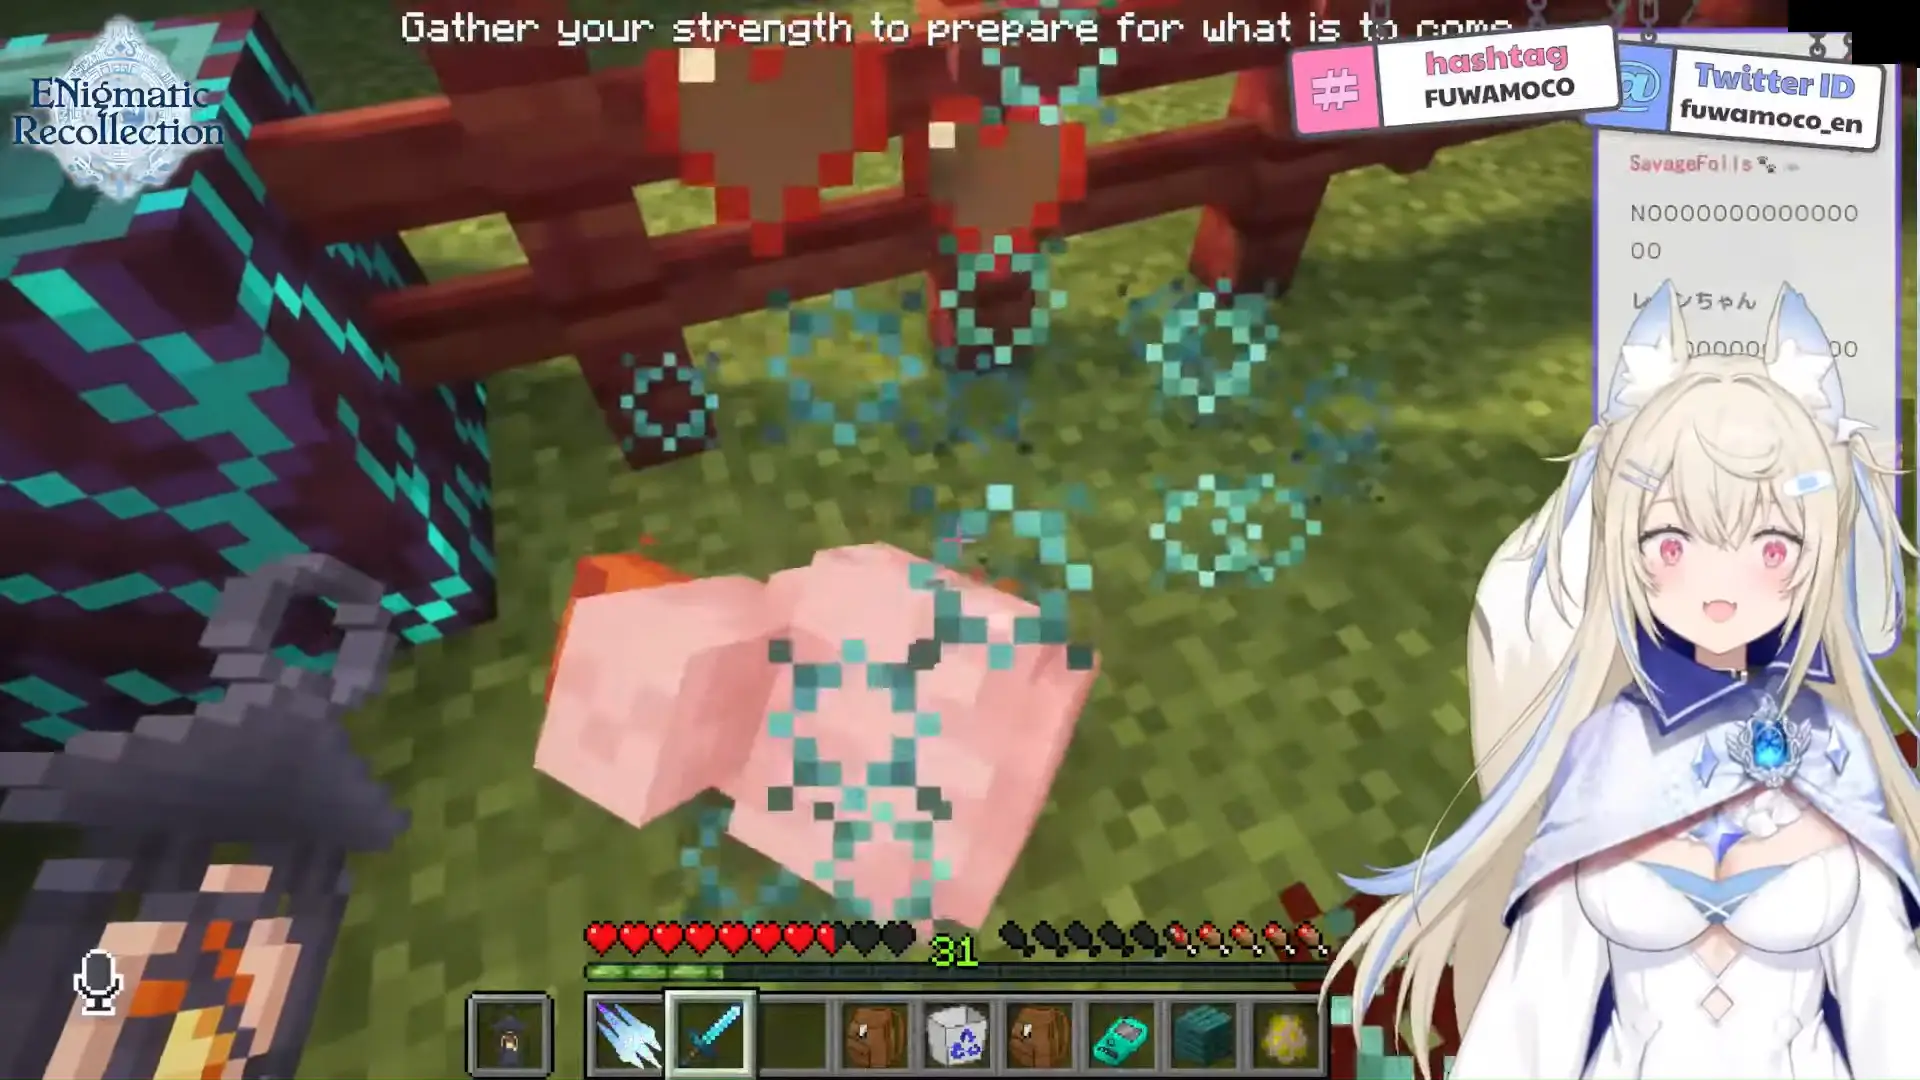 Gather your strength to prepare for what is to come
ENigmatic
Recollection
#
hashtag
FUWAMOCO
@
Twitter ID
fuwamoco_en
SavageFolls
NOOOOOOOOOOOOO
OO
31